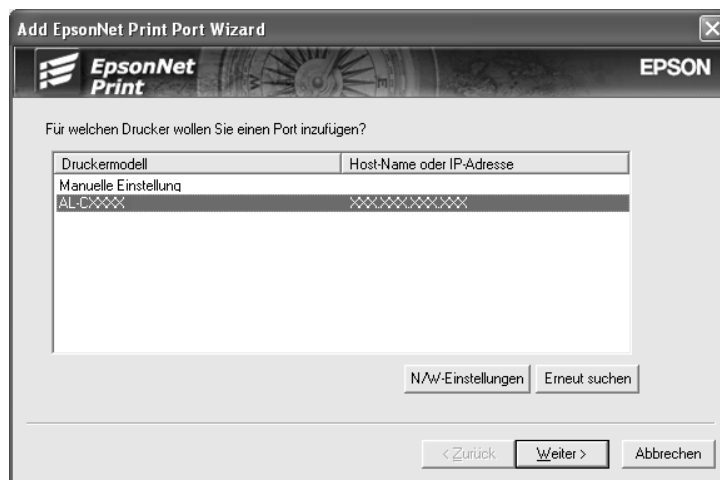 Add EpsonNet Print Port Wizard
EpsonNet
Print
EPSON
Für welchen Drucker wollen Sie einen Port inzufügen?
Druckermodell Host-Name oder IP-Adresse
Manuelle Einstellung
AL-CXXXX XXX.XXX.XXX.XXX
N/W-Einstellungen Erneut suchen
< Zurück Weiter > Abbrechen